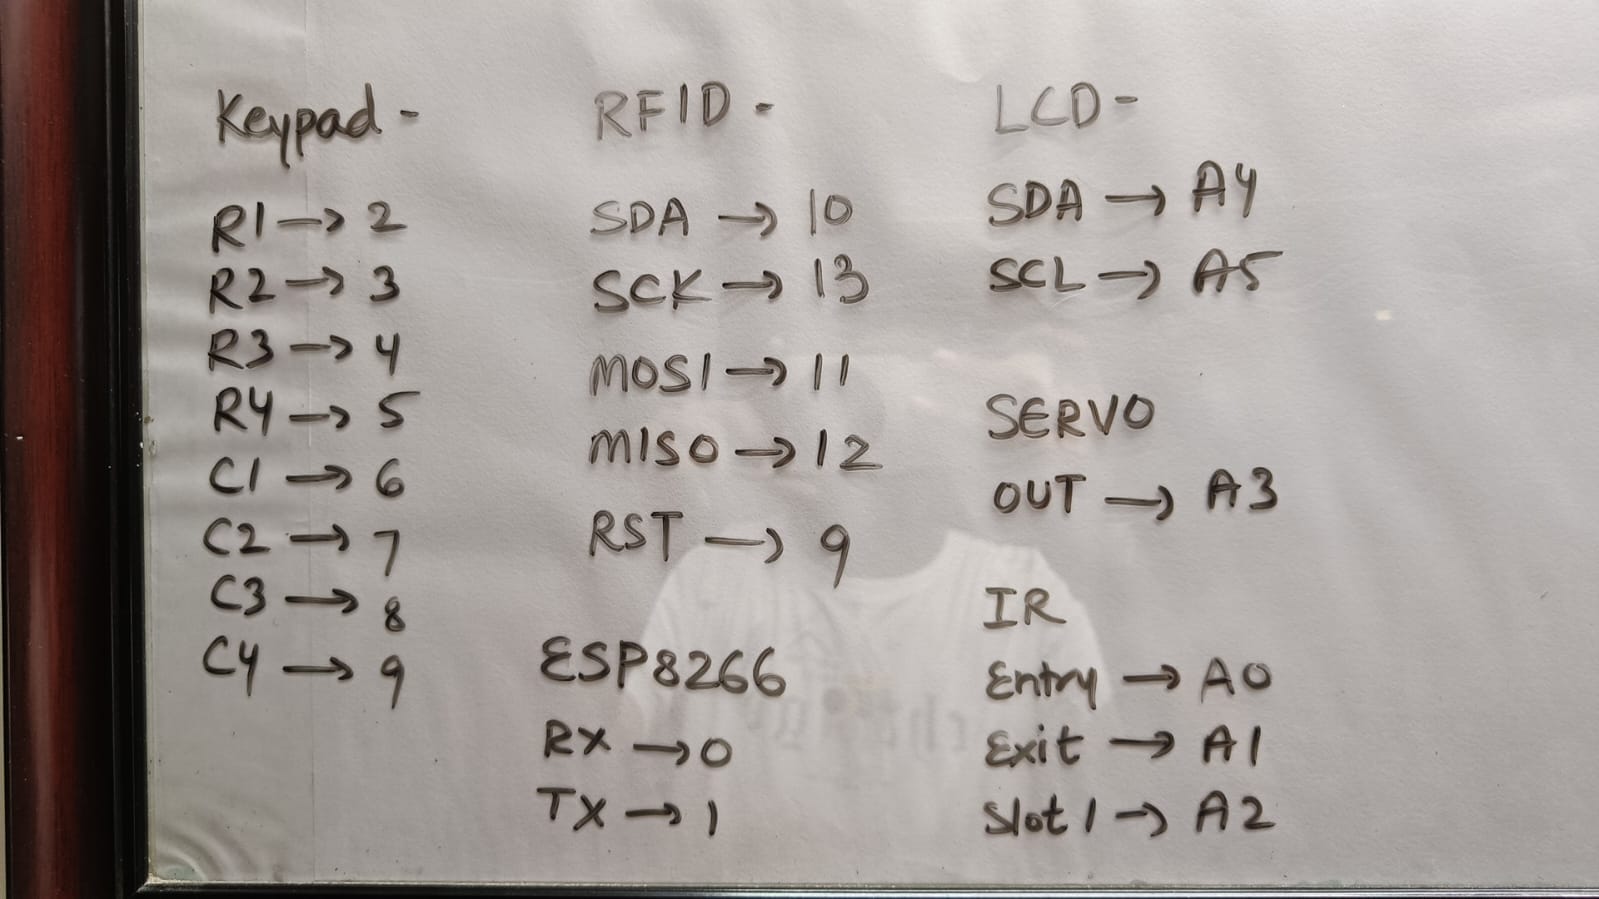 Keypad -
R1 → 2
R2 → 3
R3 → 4
R4 → 5
C1 → 6
C2 → 7
C3 → 8
C4 → 9
RFID -
SDA → 10
SCK → 13
MOSI → 11
MISO → 12
RST → 9
ESP8266
RX → 0
TX → 1
LCD -
SDA → A4
SCL → A5
SERVO
OUT → A3
IR
Entry → A0
Exit → A1
Slot 1 → A2